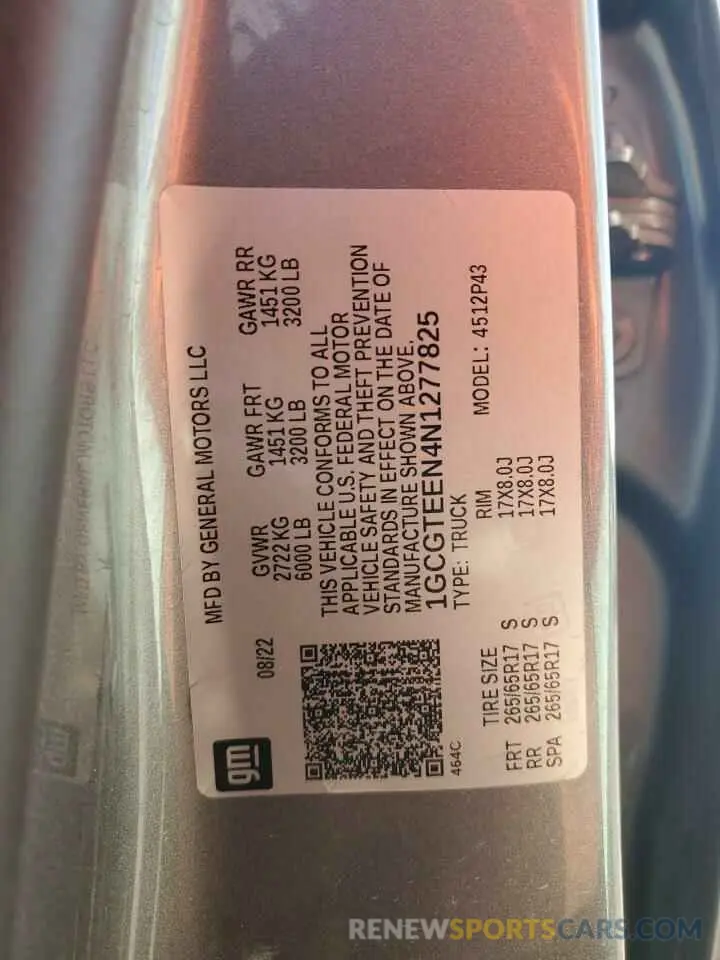 gm
MFD BY GENERAL MOTORS LLC
08/22 GVWR GAWR FRT GAWR RR
2722 KG 1451 KG 1451 KG
6000 LB 3200 LB 3200 LB
THIS VEHICLE CONFORMS TO ALL
APPLICABLE U.S. FEDERAL MOTOR
VEHICLE SAFETY AND THEFT PREVENTION
STANDARDS IN EFFECT ON THE DATE OF
MANUFACTURE SHOWN ABOVE.
1GCGTEEN4N1277825
464C TYPE: TRUCK MODEL: 4512P43
TIRE SIZE RIM
FRT 265/65R17 S 17X8.0J
RR 265/65R17 S 17X8.0J
SPA 265/65R17 S 17X8.0J
RENEWSPORTSCARS.COM